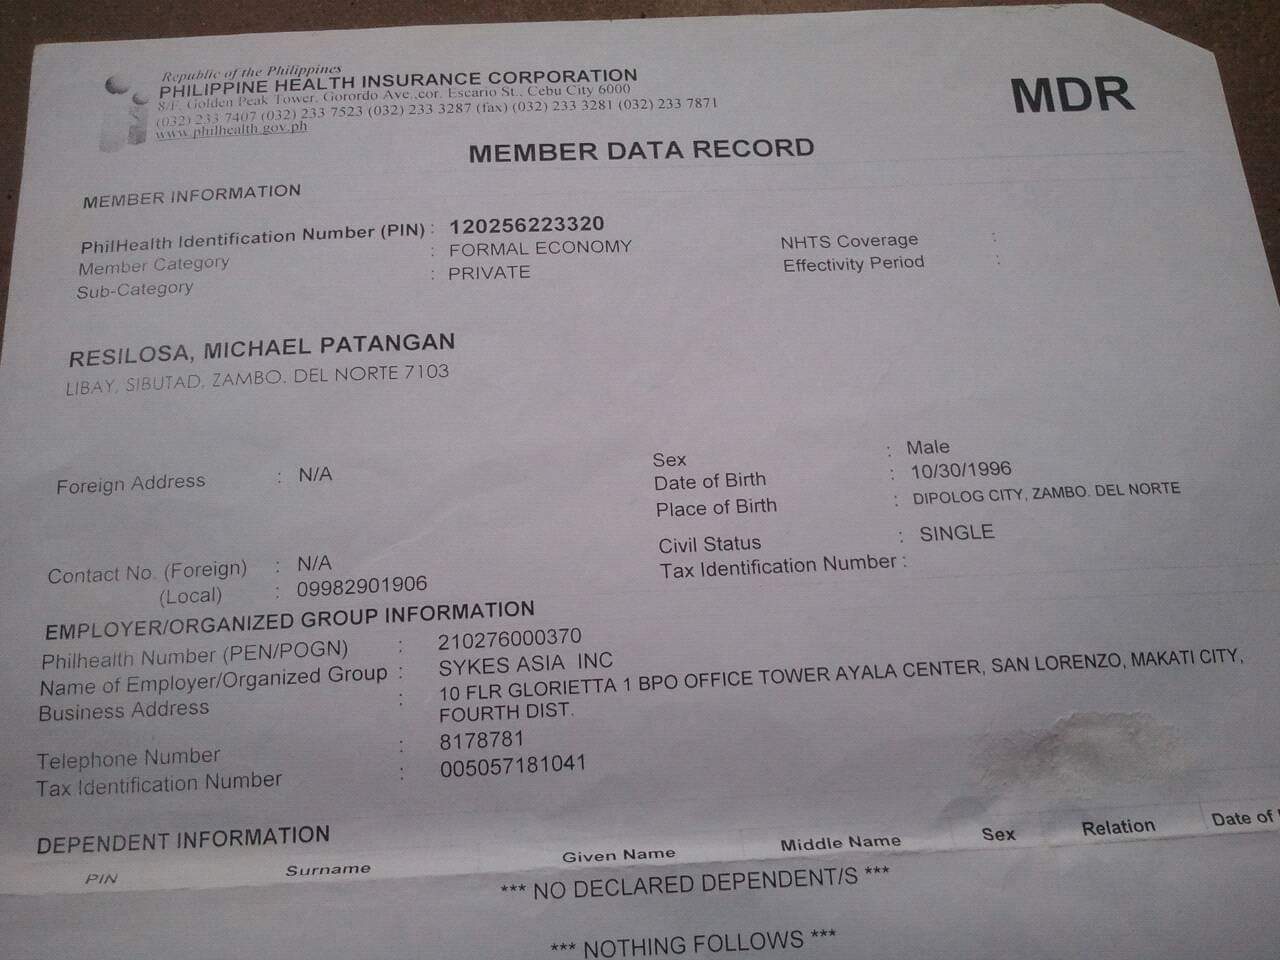 Republic of the Philippines
PHILIPPINE HEALTH INSURANCE CORPORATION
8/F, Golden Peak Tower, Gorordo Ave.,cor. Escario St., Cebu City 6000
(032) 233 7407 (032) 233 7523 (032) 233 3287 (fax) (032) 233 3281 (032) 233 7871
www.philhealth.gov.ph
MDR
MEMBER DATA RECORD
MEMBER INFORMATION
PhilHealth Identification Number (PIN) : 120256223320
Member Category : FORMAL ECONOMY
Sub-Category : PRIVATE
NHTS Coverage :
Effectivity Period :
RESILOSA, MICHAEL PATANGAN
LIBAY, SIBUTAD, ZAMBO. DEL NORTE 7103
Foreign Address : N/A
Sex : Male
Date of Birth : 10/30/1996
Place of Birth : DIPOLOG CITY, ZAMBO. DEL NORTE
Civil Status : SINGLE
Tax Identification Number :
Contact No. (Foreign) : N/A
(Local) : 09982901906
EMPLOYER/ORGANIZED GROUP INFORMATION
Philhealth Number (PEN/POGN) : 210276000370
Name of Employer/Organized Group : SYKES ASIA INC
Business Address : 10 FLR GLORIETTA 1 BPO OFFICE TOWER AYALA CENTER, SAN LORENZO, MAKATI CITY,
FOURTH DIST.
Telephone Number : 8178781
Tax Identification Number : 005057181041
DEPENDENT INFORMATION
PIN Surname Given Name Middle Name Sex Relation Date of
*** NO DECLARED DEPENDENT/S ***
*** NOTHING FOLLOWS ***